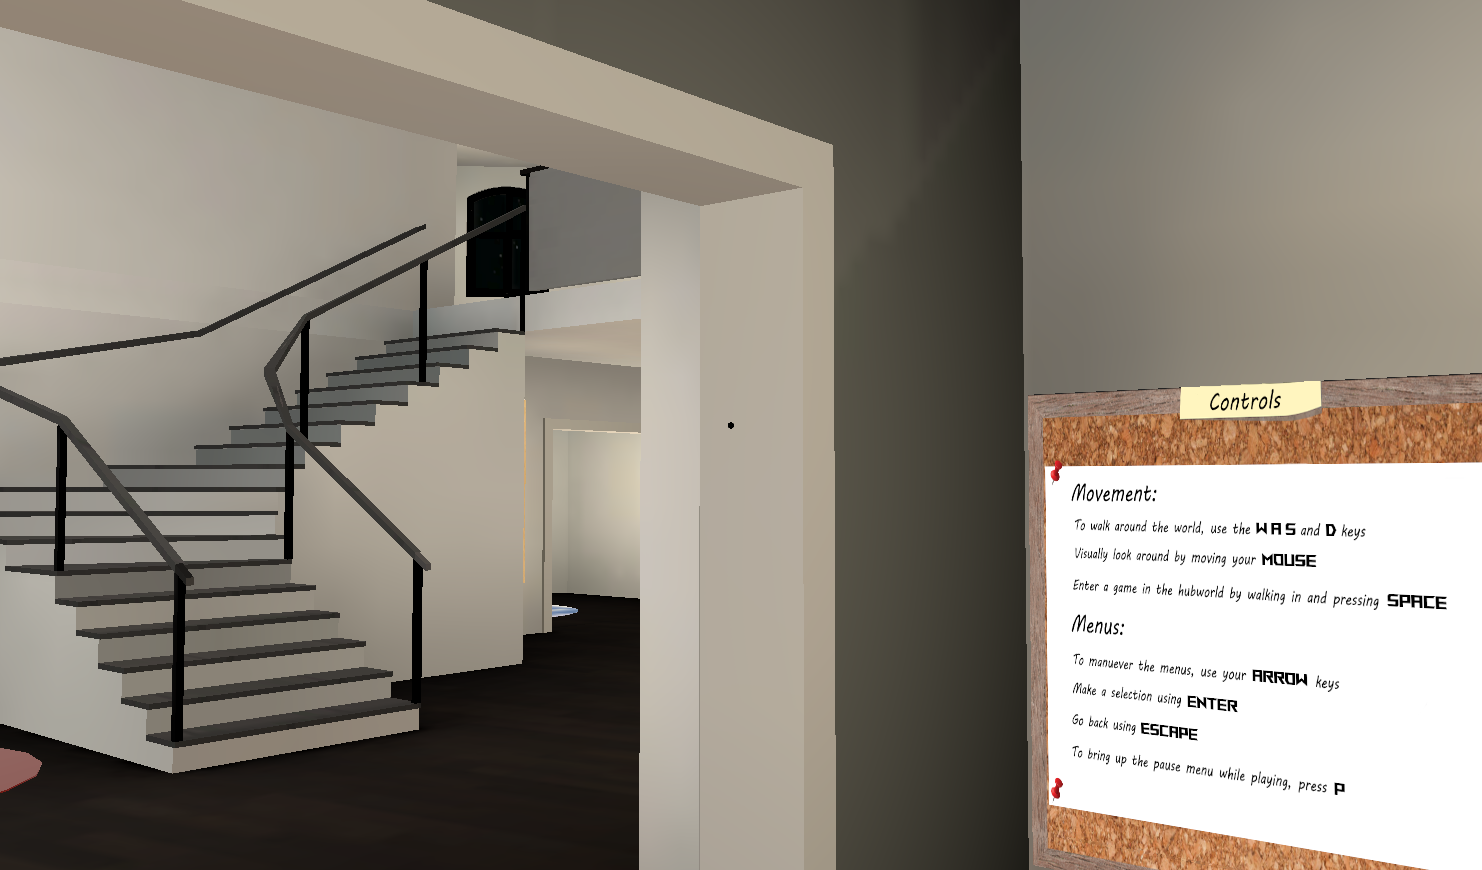 Controls
Movement:
To walk around the world, use the W A S and D keys
Visually look around by moving your MOUSE
Enter a game in the hubworld by walking in and pressing SPACE
Menus:
To manuever the menus, use your ARROW keys
Make a selection using ENTER
Go back using ESCAPE
To bring up the pause menu while playing, press P